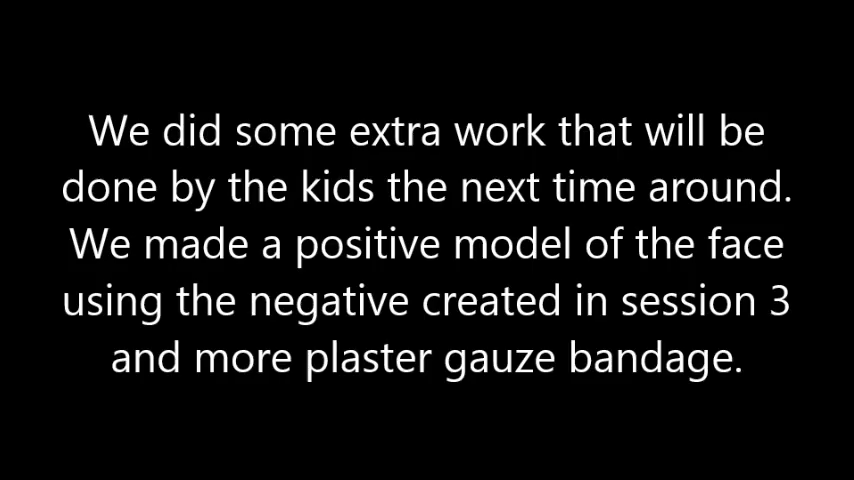 We did some extra work that will be
done by the kids the next time around.
We made a positive model of the face
using the negative created in session 3
and more plaster gauze bandage.